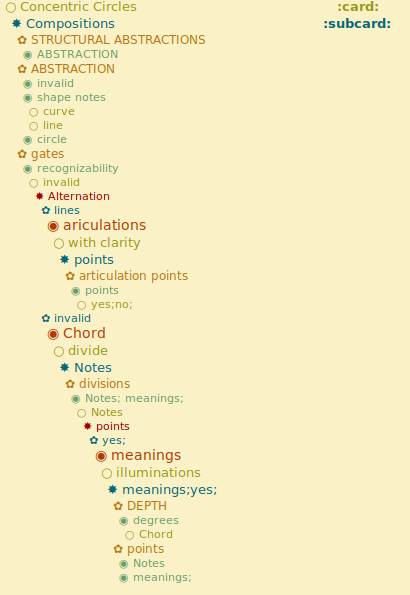 Concentric Circles :card:
Compositions :subcard:
STRUCTURAL ABSTRACTIONS
ABSTRACTION
ABSTRACTION
invalid
shape notes
curve
line
circle
gates
recognizability
invalid
Alternation
lines
ariculations
with clarity
points
articulation points
points
yes;no;
invalid
Chord
divide
Notes
divisions
Notes; meanings;
Notes
points
yes;
meanings
illuminations
meanings;yes;
DEPTH
degrees
Chord
points
Notes
meanings;